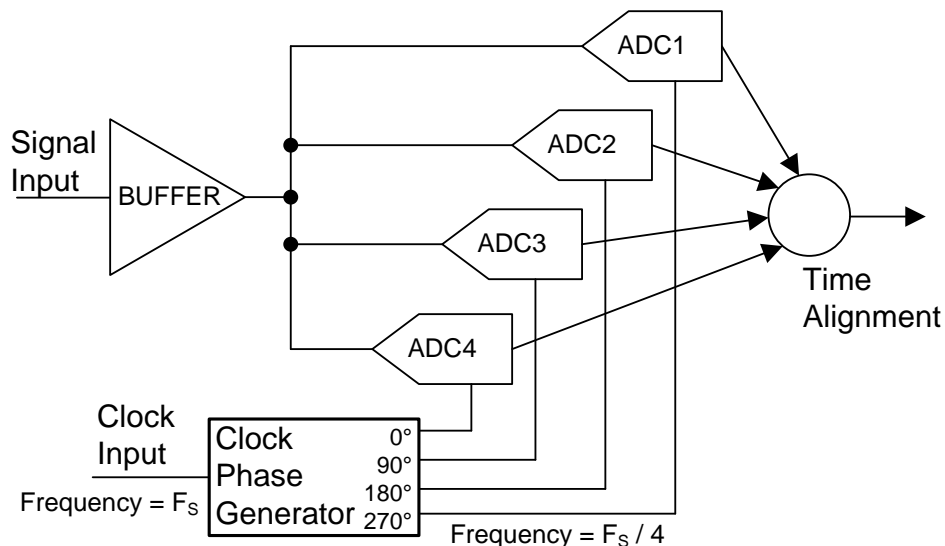 ADC1
Signal
Input
BUFFER
ADC2
ADC3
Time
Alignment
ADC4
Clock
Input
Frequency = FS
Clock
Phase
Generator
0°
90°
180°
270°
Frequency = FS / 4